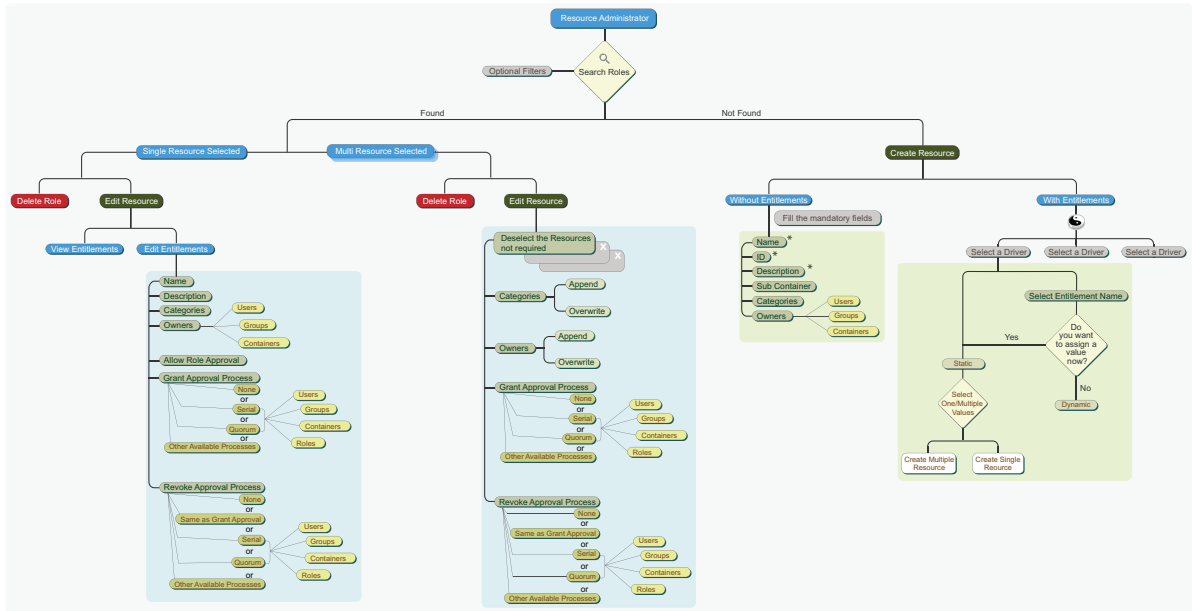 Resource Administrator
Optional Filters
Search Roles
Found
Not Found
Single Resource Selected
Multi Resource Selected
Create Resource
Delete Role
Edit Resource
View Entitlements
Edit Entitlements
Name
Description
Categories
Owners
Users
Groups
Containers
Allow Role Approval
Grant Approval Process
None
or
Serial
or
Quorum
or
Other Available Processes
Users
Groups
Containers
Roles
Revoke Approval Process
None
or
Same as Grant Approval
or
Serial
or
Quorum
or
Other Available Processes
Users
Groups
Containers
Roles
Delete Role
Edit Resource
Deselect the Resources
not required
X
X
Categories
Append
Overwrite
Owners
Append
Overwrite
Grant Approval Process
None
or
Serial
or
Quorum
or
Other Available Processes
Users
Groups
Containers
Roles
Revoke Approval Process
None
or
Same as Grant Approval
or
Serial
or
Quorum
or
Other Available Processes
Users
Groups
Containers
Roles
Without Entitlements
Fill the mandatory fields
Name *
ID *
Description *
Sub Container
Categories
Owners
Users
Groups
Containers
With Entitlements
Select a Driver
Select a Driver
Select a Driver
Select Entitlement Name
Do
you want
to assign a
value
now?
Yes
No
Static
Dynamic
Select
One/Multiple
Values
Create Multiple
Resource
Create Single
Reource